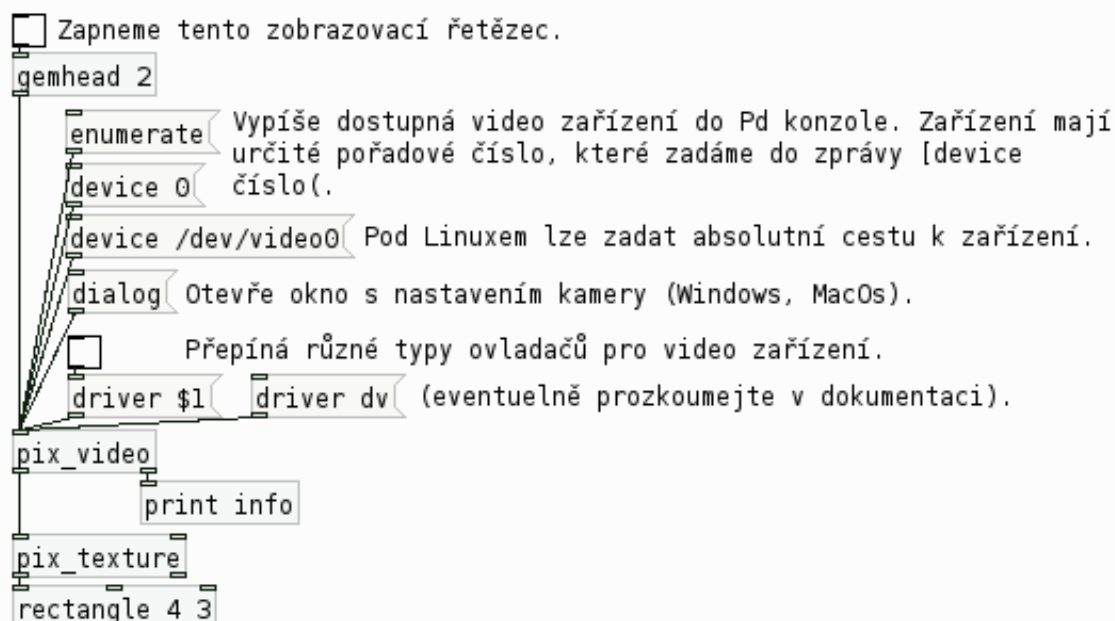 Zapneme tento zobrazovací řetězec.
gemhead 2
enumerate
Vypíše dostupná video zařízení do Pd konzole. Zařízení mají
určité pořadové číslo, které zadáme do zprávy [device
číslo(.
device 0
device /dev/video0
Pod Linuxem lze zadat absolutní cestu k zařízení.
dialog
Otevře okno s nastavením kamery (Windows, MacOs).
Přepíná různé typy ovladačů pro video zařízení.
driver $1
driver dv
(eventuelně prozkoumejte v dokumentaci).
pix_video
print info
pix_texture
rectangle 4 3